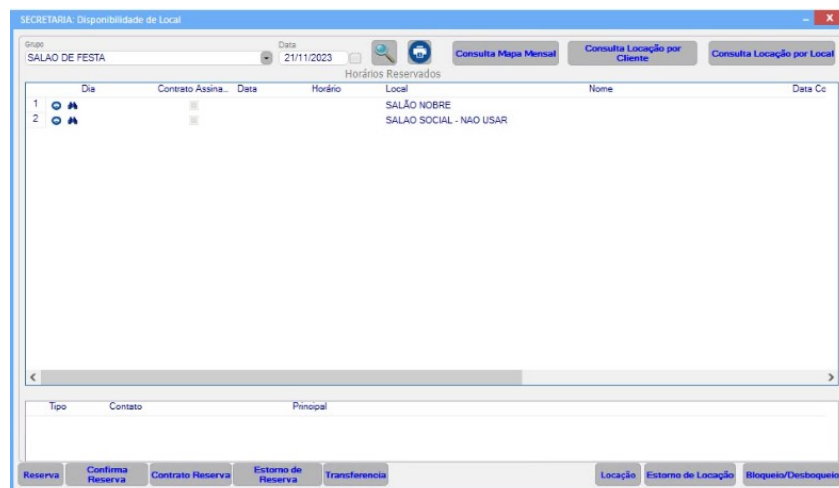 SECRETARIA: Disponibilidade de Local
Grupo
SALAO DE FESTA
Data
21/11/2023
Consulta Mapa Mensal
Consulta Locação por Cliente
Consulta Locação por Local
Horários Reservados
Dia Contrato Assina... Data Horário Local Nome Data Cc
1 SALÃO NOBRE
2 SALAO SOCIAL - NAO USAR
Tipo Contato Principal
Reserva Confirma Reserva Contrato Reserva Estorno de Reserva Transferencia Locação Estorno de Locação Bloqueio/Desbloqueio